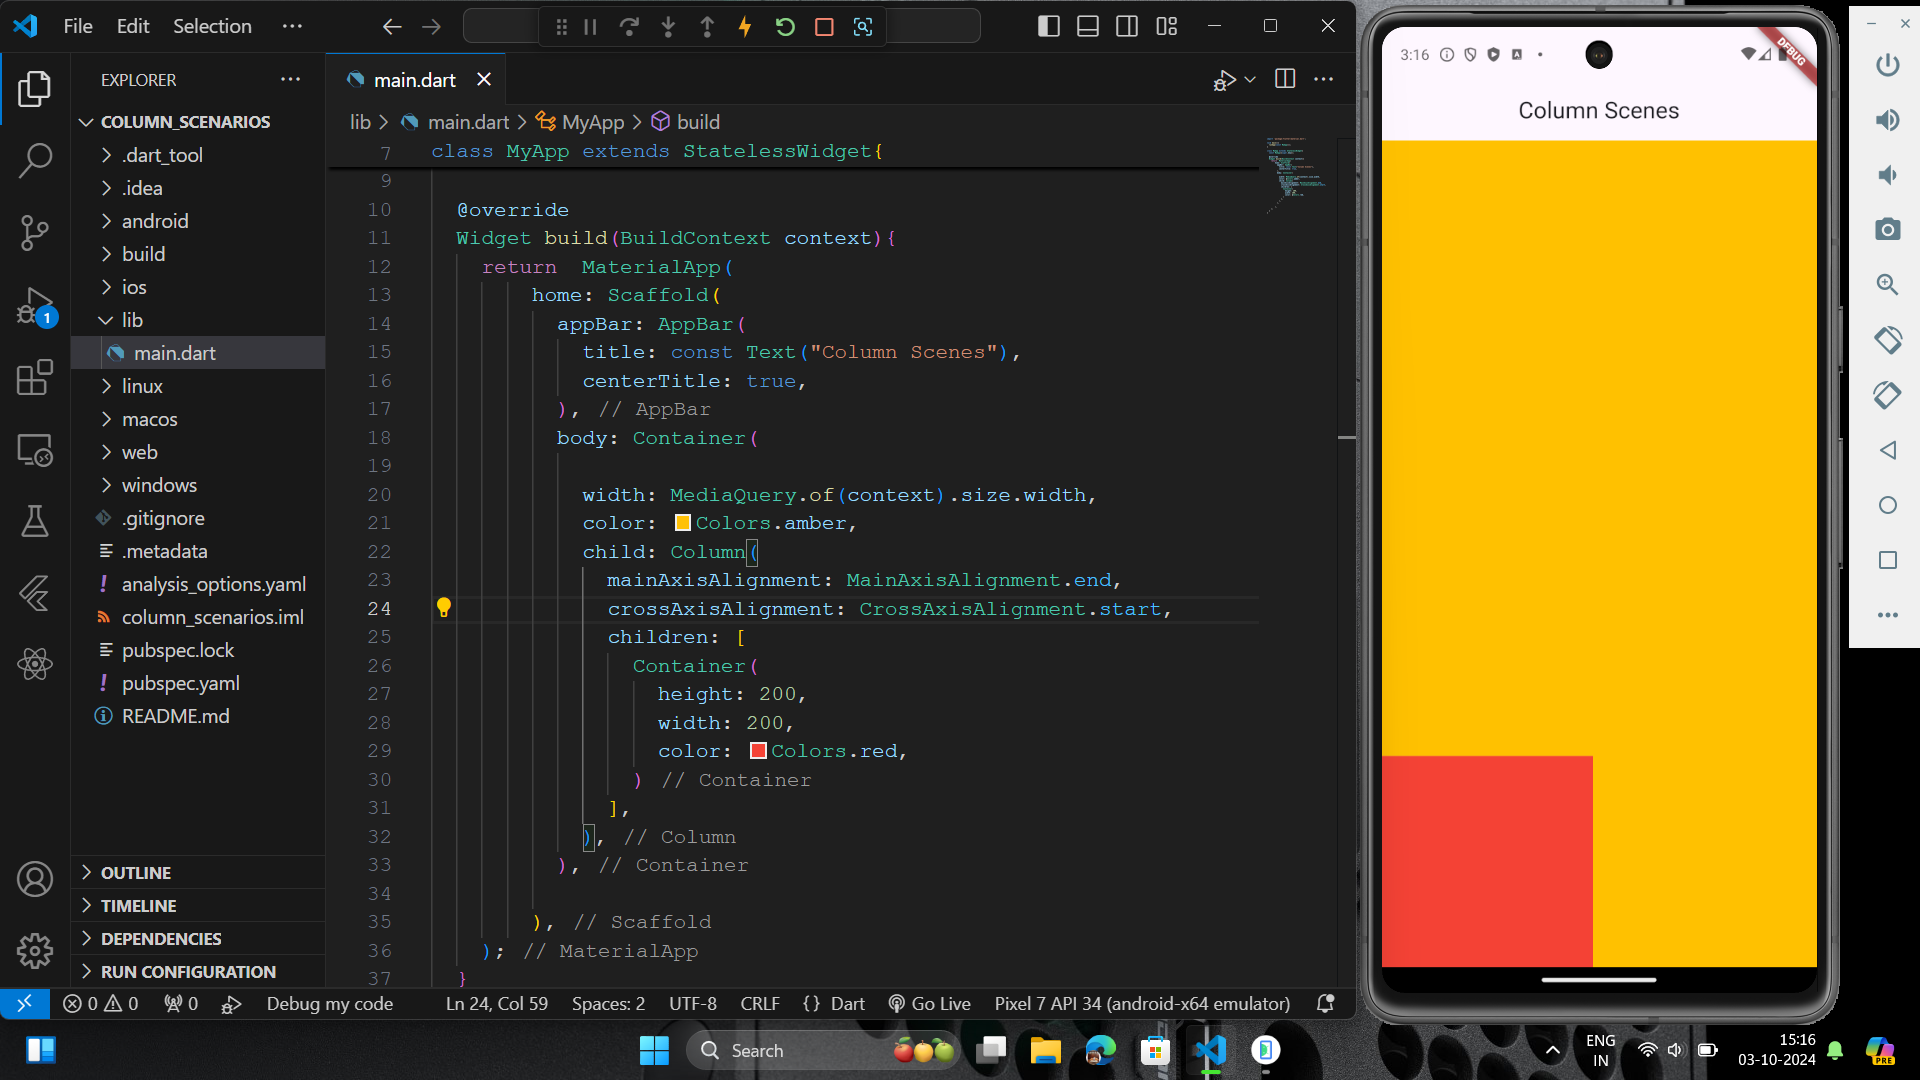 File Edit Selection ···
EXPLORER
COLUMN_SCENARIOS
.dart_tool
.idea
android
build
ios
lib
main.dart
linux
macos
web
windows
.gitignore
.metadata
analysis_options.yaml
column_scenarios.iml
pubspec.lock
pubspec.yaml
README.md
OUTLINE
TIMELINE
DEPENDENCIES
RUN CONFIGURATION
1
main.dart
lib > main.dart > MyApp > build
7 class MyApp extends StatelessWidget{
9
10 @override
11 Widget build(BuildContext context){
12 return  MaterialApp(
13 home: Scaffold(
14 appBar: AppBar(
15 title: const Text("Column Scenes"),
16 centerTitle: true,
17 ), // AppBar
18 body: Container(
19
20 width: MediaQuery.of(context).size.width,
21 color: Colors.amber,
22 child: Column(
23 mainAxisAlignment: MainAxisAlignment.end,
24 crossAxisAlignment: CrossAxisAlignment.start,
25 children: [
26 Container(
27 height: 200,
28 width: 200,
29 color: Colors.red,
30 ) // Container
31 ],
32 ), // Column
33 ), // Container
34
35 ), // Scaffold
36 ); // MaterialApp
37 }
0 0 0 Debug my code Ln 24, Col 59 Spaces: 2 UTF-8 CRLF {} Dart Go Live Pixel 7 API 34 (android-x64 emulator)
3:16
DEBUG
Column Scenes
Search
ENG
IN
15:16
03-10-2024
PRE